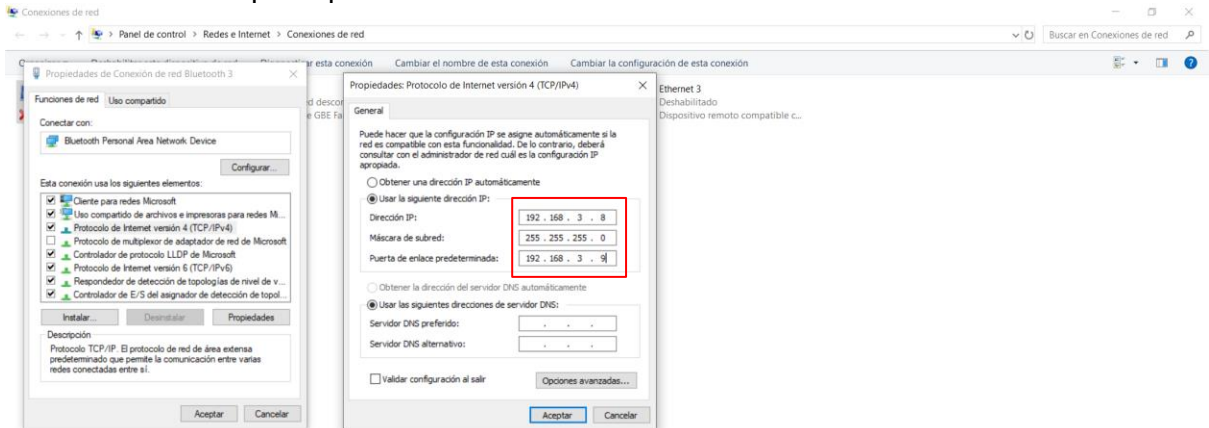 Conexiones de red
Panel de control > Redes e Internet > Conexiones de red
Buscar en Conexiones de red
ar esta conexión Cambiar el nombre de esta conexión Cambiar la configuración de esta conexión
Propiedades de Conexión de red Bluetooth 3
Funciones de red Uso compartido
Conectar con:
Bluetooth Personal Area Network Device
Configurar...
Esta conexión usa los siguientes elementos:
Cliente para redes Microsoft
Uso compartido de archivos e impresoras para redes Mi...
Protocolo de Internet versión 4 (TCP/IPv4)
Protocolo de multiplexor de adaptador de red de Microsoft
Controlador de protocolo LLDP de Microsoft
Protocolo de Internet versión 6 (TCP/IPv6)
Respondedor de detección de topologías de nivel de v...
Controlador de E/S del asignador de detección de topol...
Instalar... Desinstalar Propiedades
Descripción
Protocolo TCP/IP. El protocolo de red de área extensa
predeterminado que permite la comunicación entre varias
redes conectadas entre sí.
Aceptar Cancelar
d descor
e GBE Fa
Propiedades: Protocolo de Internet versión 4 (TCP/IPv4)
General
Puede hacer que la configuración IP se asigne automáticamente si la
red es compatible con esta funcionalidad. De lo contrario, deberá
consultar con el administrador de red cuál es la configuración IP
apropiada.
Obtener una dirección IP automáticamente
Usar la siguiente dirección IP:
Dirección IP: 192 . 168 . 3 . 8
Máscara de subred: 255 . 255 . 255 . 0
Puerta de enlace predeterminada: 192 . 168 . 3 . 9
Obtener la dirección del servidor DNS automáticamente
Usar las siguientes direcciones de servidor DNS:
Servidor DNS preferido: . . .
Servidor DNS alternativo: . . .
Validar configuración al salir Opciones avanzadas...
Aceptar Cancelar
Ethernet 3
Deshabilitado
Dispositivo remoto compatible c...